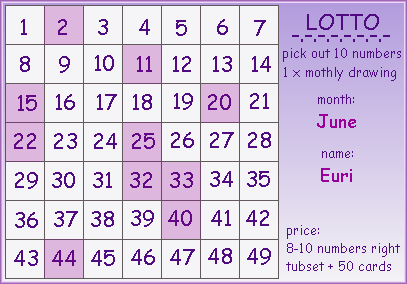 1 2 3 4 5 6 7
8 9 10 11 12 13 14
15 16 17 18 19 20 21
22 23 24 25 26 27 28
29 30 31 32 33 34 35
36 37 38 39 40 41 42
43 44 45 46 47 48 49
LOTTO
pick out 10 numbers
1 x mothly drawing
month:
June
name:
Euri
price:
8-10 numbers right
tubset + 50 cards